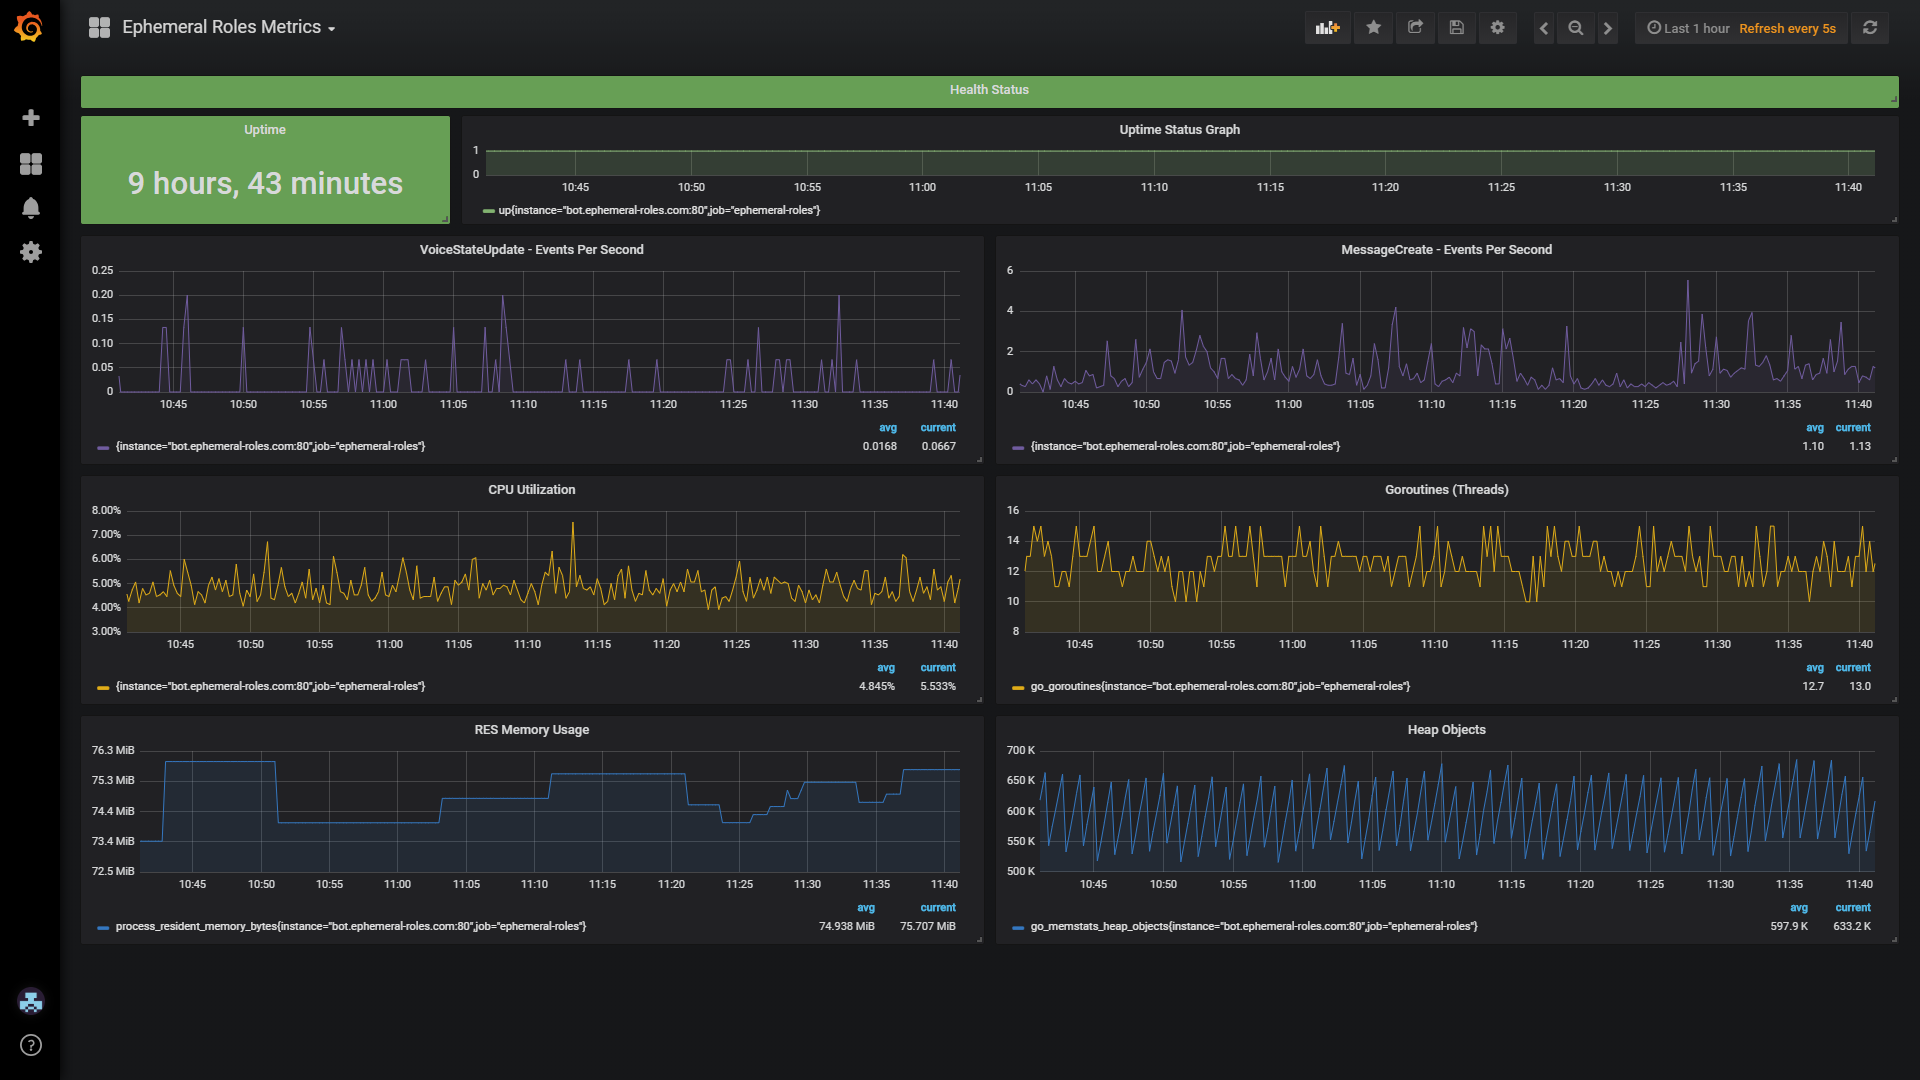 Ephemeral Roles Metrics
Last 1 hour Refresh every 5s
Health Status
Uptime
9 hours, 43 minutes
Uptime Status Graph
1
0
10:45 10:50 10:55 11:00 11:05 11:10 11:15 11:20 11:25 11:30 11:35 11:40
up{instance="bot.ephemeral-roles.com:80",job="ephemeral-roles"}
VoiceStateUpdate - Events Per Second
0.25
0.20
0.15
0.10
0.05
0
10:45 10:50 10:55 11:00 11:05 11:10 11:15 11:20 11:25 11:30 11:35 11:40
avg current
{instance="bot.ephemeral-roles.com:80",job="ephemeral-roles"} 0.0168 0.0667
MessageCreate - Events Per Second
6
4
2
0
10:45 10:50 10:55 11:00 11:05 11:10 11:15 11:20 11:25 11:30 11:35 11:40
avg current
{instance="bot.ephemeral-roles.com:80",job="ephemeral-roles"} 1.10 1.13
CPU Utilization
8.00%
7.00%
6.00%
5.00%
4.00%
3.00%
10:45 10:50 10:55 11:00 11:05 11:10 11:15 11:20 11:25 11:30 11:35 11:40
avg current
{instance="bot.ephemeral-roles.com:80",job="ephemeral-roles"} 4.845% 5.533%
Goroutines (Threads)
16
14
12
10
8
10:45 10:50 10:55 11:00 11:05 11:10 11:15 11:20 11:25 11:30 11:35 11:40
avg current
go_goroutines{instance="bot.ephemeral-roles.com:80",job="ephemeral-roles"} 12.7 13.0
RES Memory Usage
76.3 MiB
75.3 MiB
74.4 MiB
73.4 MiB
72.5 MiB
10:45 10:50 10:55 11:00 11:05 11:10 11:15 11:20 11:25 11:30 11:35 11:40
avg current
process_resident_memory_bytes{instance="bot.ephemeral-roles.com:80",job="ephemeral-roles"} 74.938 MiB 75.707 MiB
Heap Objects
700 K
650 K
600 K
550 K
500 K
10:45 10:50 10:55 11:00 11:05 11:10 11:15 11:20 11:25 11:30 11:35 11:40
avg current
go_memstats_heap_objects{instance="bot.ephemeral-roles.com:80",job="ephemeral-roles"} 597.9 K 633.2 K